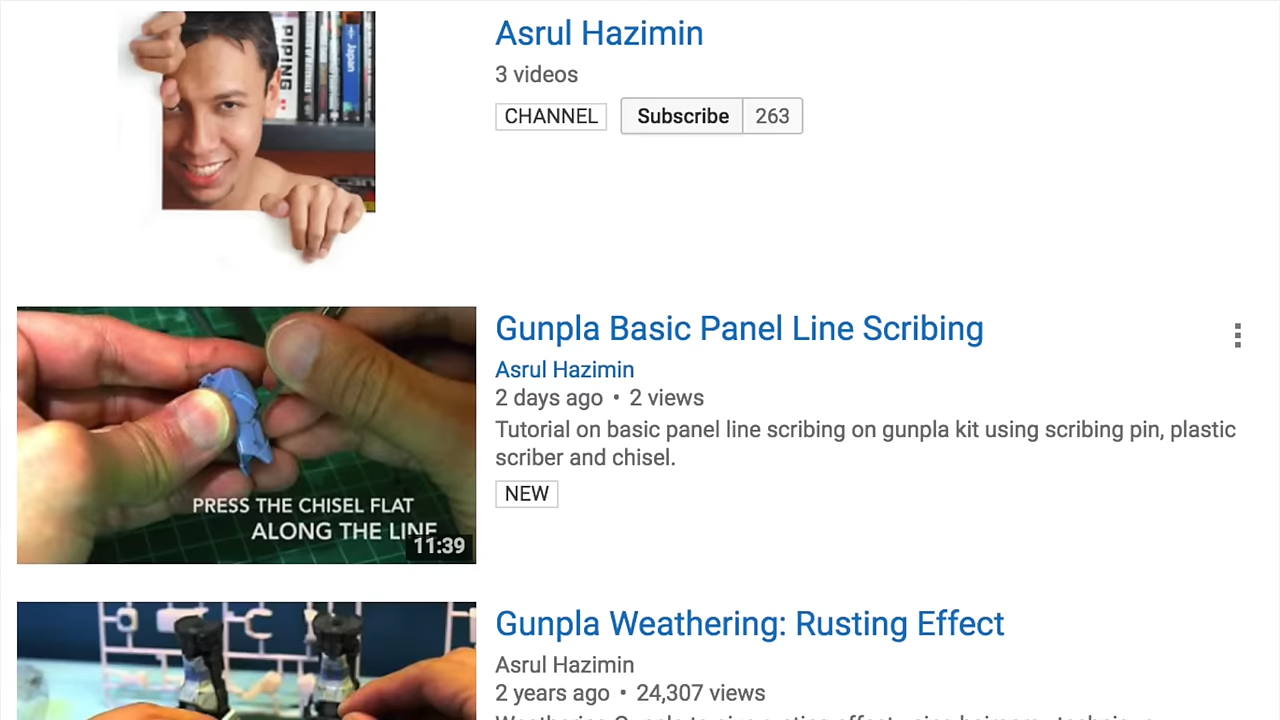 PIPING
Japan
Asrul Hazimin
3 videos
CHANNEL
Subscribe
263
Gunpla Basic Panel Line Scribing
Asrul Hazimin
2 days ago • 2 views
Tutorial on basic panel line scribing on gunpla kit using scribing pin, plastic
scriber and chisel.
NEW
PRESS THE CHISEL FLAT
ALONG THE LINE
11:39
Gunpla Weathering: Rusting Effect
Asrul Hazimin
2 years ago • 24,307 views